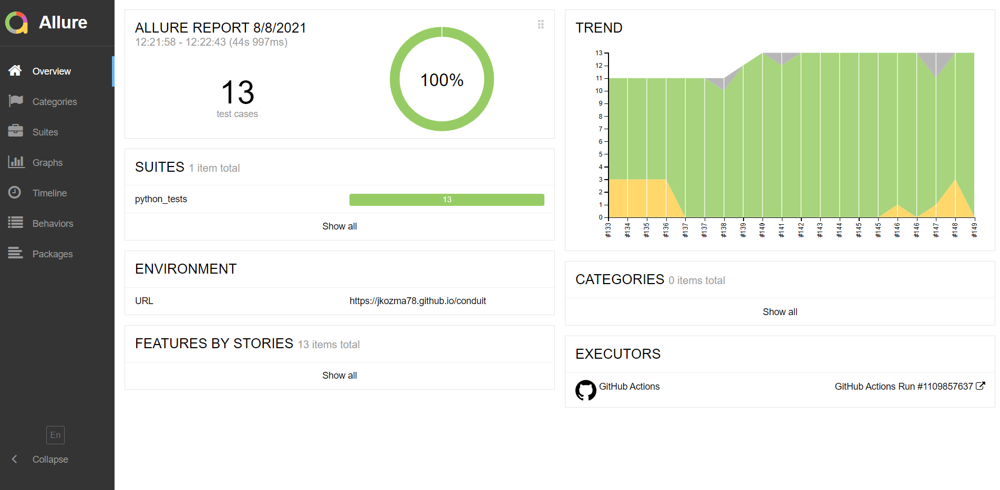 Allure
Overview
Categories
Suites
Graphs
Timeline
Behaviors
Packages
En
Collapse
ALLURE REPORT 8/8/2021
12:21:58 - 12:22:43 (44s 997ms)
13
test cases
100%
SUITES 1 item total
python_tests 13
Show all
ENVIRONMENT
URL https://jkozma78.github.io/conduit
FEATURES BY STORIES 13 items total
Show all
TREND
13
12
11
10
9
8
7
6
5
4
3
2
1
0
#133 #134 #135 #136 #137 #137 #138 #139 #140 #141 #142 #143 #144 #145 #145 #146 #146 #147 #148 #149
CATEGORIES 0 items total
Show all
EXECUTORS
GitHub Actions GitHub Actions Run #1109857637